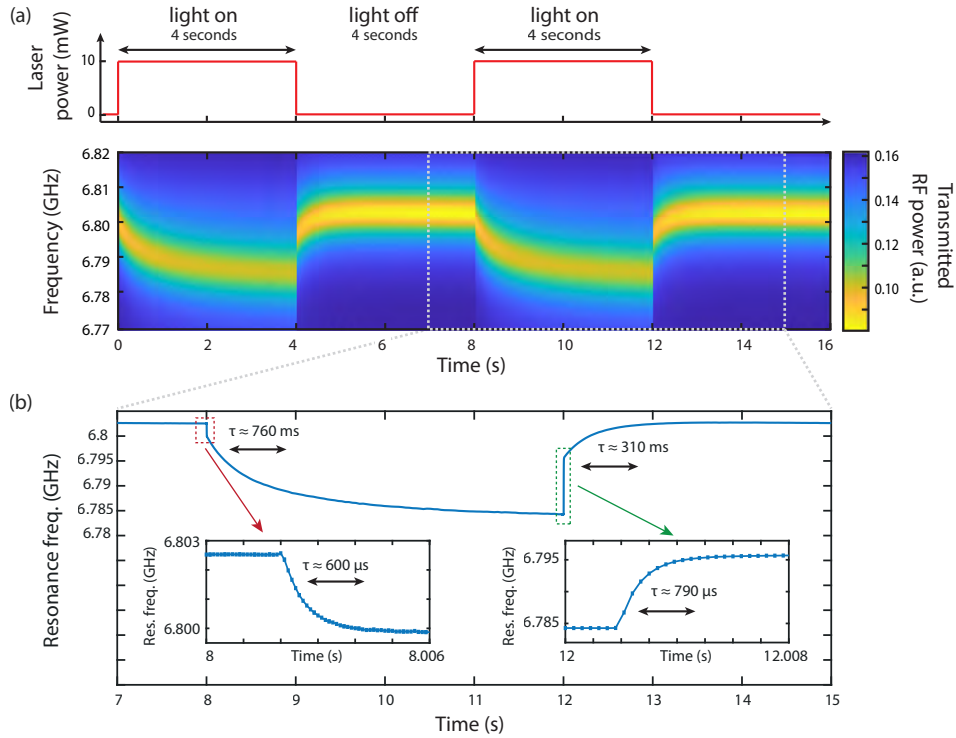 (a)
light on
4 seconds
light off
4 seconds
light on
4 seconds
Laser
power (mW)
10
0
Frequency (GHz)
6.82
6.81
6.80
6.79
6.78
6.77
0
2
4
6
8
10
12
14
16
Time (s)
0.16
0.14
0.12
0.10
Transmitted
RF power (a.u.)
(b)
Resonance freq. (GHz)
6.8
6.795
6.79
6.785
6.78
τ ≈ 760 ms
τ ≈ 310 ms
Res. freq. (GHz)
6.803
6.800
τ ≈ 600 µs
8
Time (s)
8.006
Res. freq. (GHz)
6.795
6.785
τ ≈ 790 µs
12
Time (s)
12.008
7
8
9
10
11
12
13
14
15
Time (s)